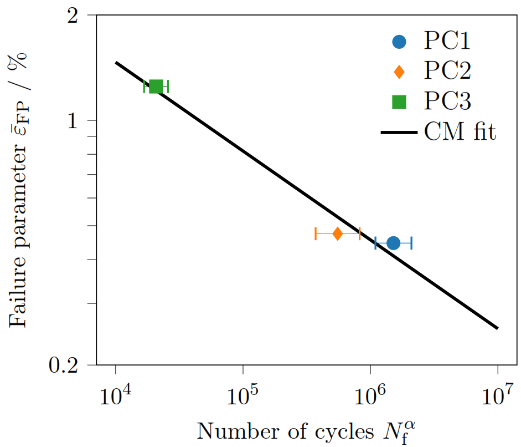 2
1
0.2
Failure parameter ε̄FP / %
PC1
PC2
PC3
CM fit
10⁴ 10⁵ 10⁶ 10⁷
Number of cycles Nfα